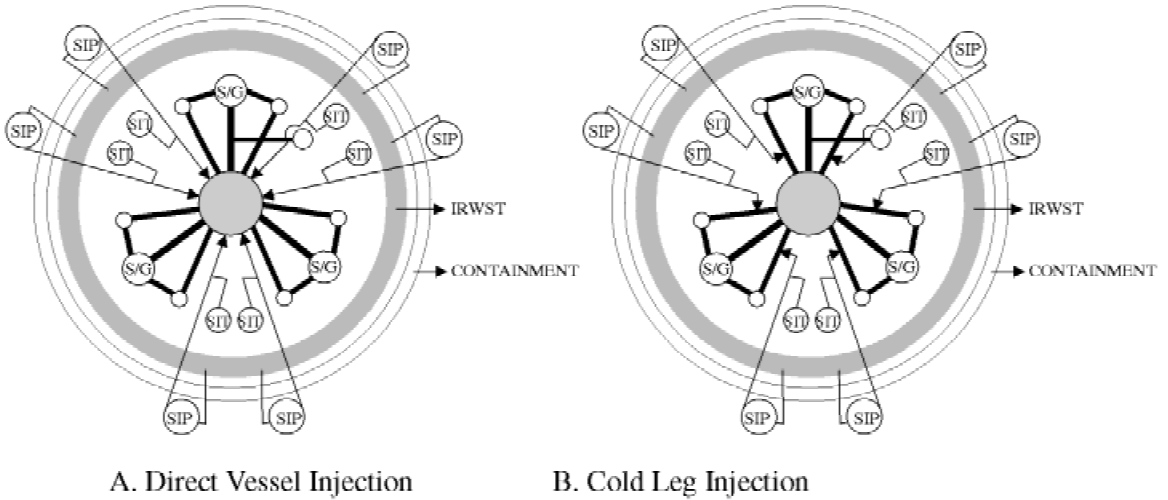 SIP
SIP
SIP
SIP
S/G
SIT
SIT
SIT
SIT
IRWST
S/G
S/G
CONTAINMENT
SIT
SIT
SIP
SIP
A. Direct Vessel Injection
SIP
SIP
SIP
SIP
S/G
SIT
SIT
SIT
SIT
IRWST
S/G
S/G
CONTAINMENT
SIT
SIT
SIP
SIP
B. Cold Leg Injection